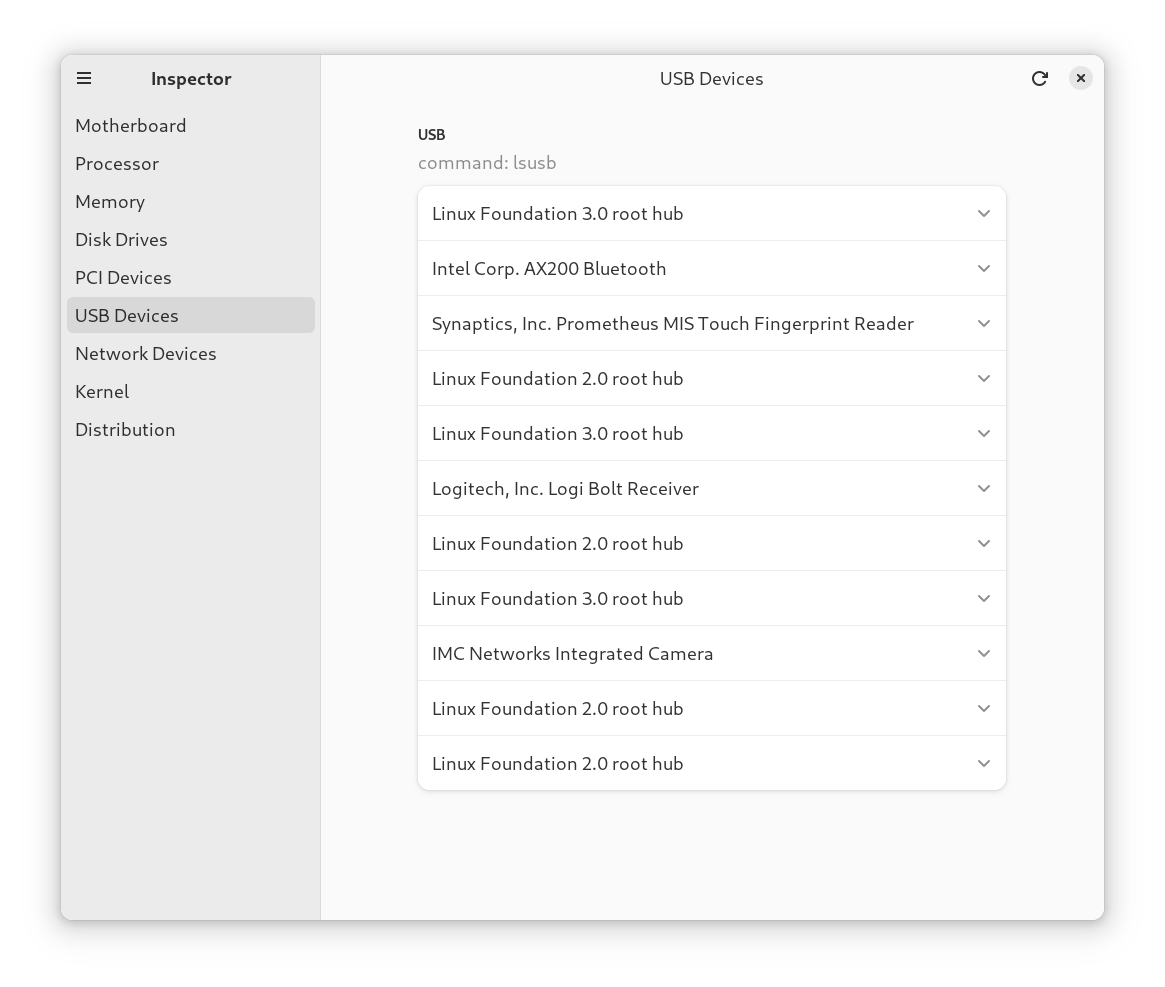 Inspector
Motherboard
Processor
Memory
Disk Drives
PCI Devices
USB Devices
Network Devices
Kernel
Distribution
USB Devices
USB
command: lsusb
Linux Foundation 3.0 root hub
Intel Corp. AX200 Bluetooth
Synaptics, Inc. Prometheus MIS Touch Fingerprint Reader
Linux Foundation 2.0 root hub
Linux Foundation 3.0 root hub
Logitech, Inc. Logi Bolt Receiver
Linux Foundation 2.0 root hub
Linux Foundation 3.0 root hub
IMC Networks Integrated Camera
Linux Foundation 2.0 root hub
Linux Foundation 2.0 root hub